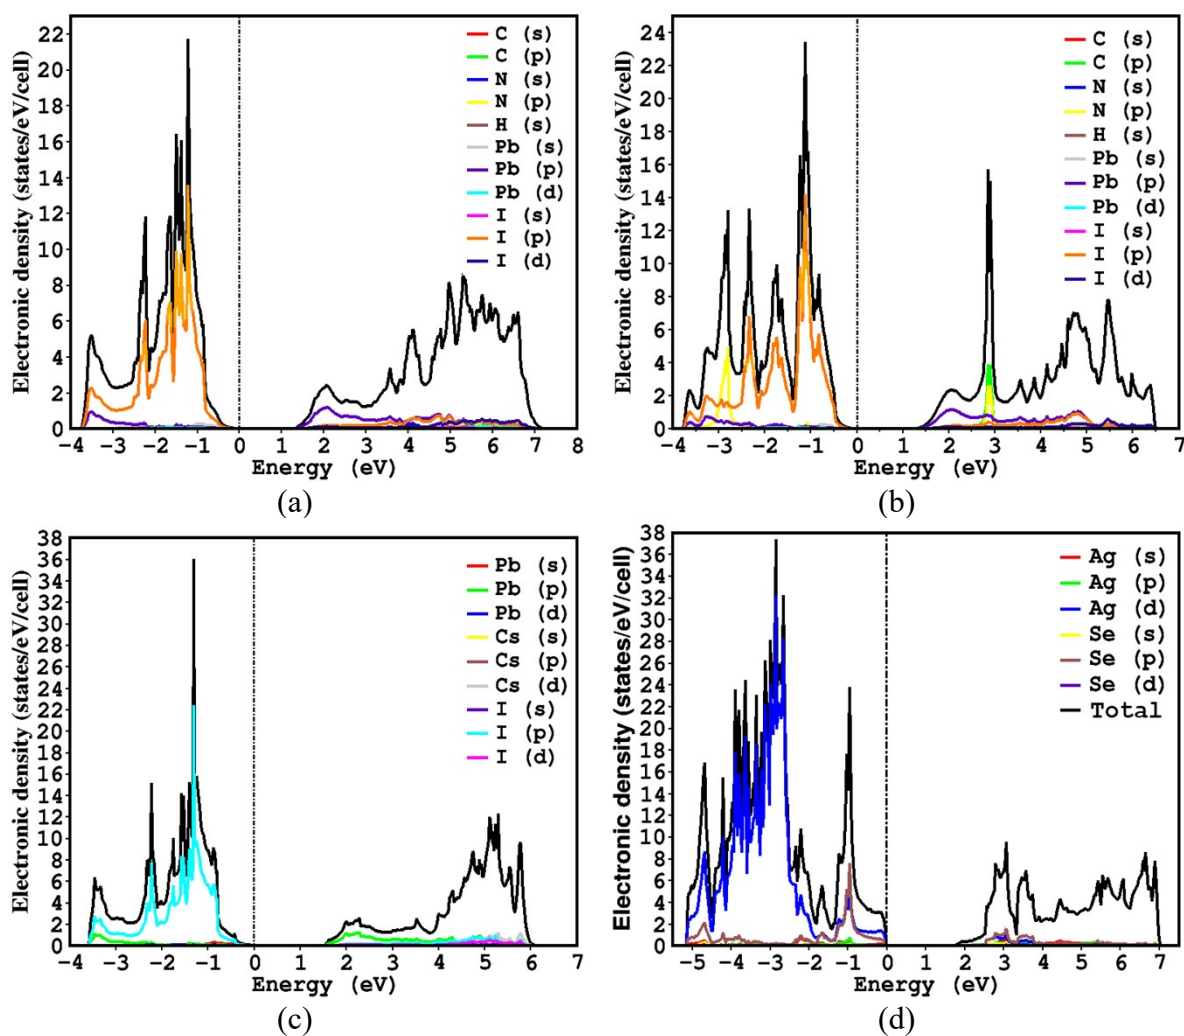 Electronic density (states/eV/cell)
22
20
18
16
14
12
10
8
6
4
2
0
C (s)
C (p)
N (s)
N (p)
H (s)
Pb (s)
Pb (p)
Pb (d)
I (s)
I (p)
I (d)
−4 −3 −2 −1 0 1 2 3 4 5 6 7 8
Energy (eV)
(a)
Electronic density (states/eV/cell)
24
22
20
18
16
14
12
10
8
6
4
2
0
C (s)
C (p)
N (s)
N (p)
H (s)
Pb (s)
Pb (p)
Pb (d)
I (s)
I (p)
I (d)
−4 −3 −2 −1 0 1 2 3 4 5 6 7
Energy (eV)
(b)
Electronic density (states/eV/cell)
38
36
34
32
30
28
26
24
22
20
18
16
14
12
10
8
6
4
2
0
Pb (s)
Pb (p)
Pb (d)
Cs (s)
Cs (p)
Cs (d)
I (s)
I (p)
I (d)
−4 −3 −2 −1 0 1 2 3 4 5 6 7
Energy (eV)
(c)
Electronic density (states/eV/cell)
38
36
34
32
30
28
26
24
22
20
18
16
14
12
10
8
6
4
2
0
Ag (s)
Ag (p)
Ag (d)
Se (s)
Se (p)
Se (d)
Total
−5 −4 −3 −2 −1 0 1 2 3 4 5 6 7
Energy (eV)
(d)